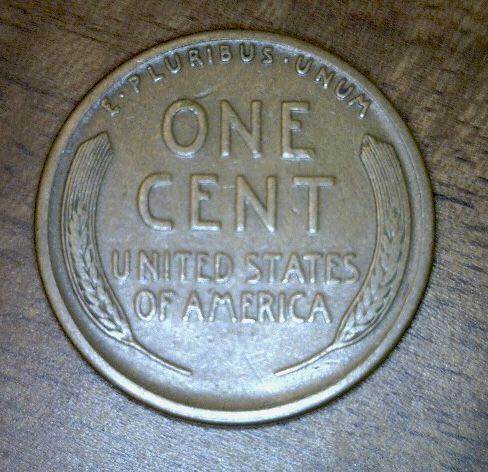 E · PLURIBUS · UNUM
ONE
CENT
UNITED STATES
OF AMERICA